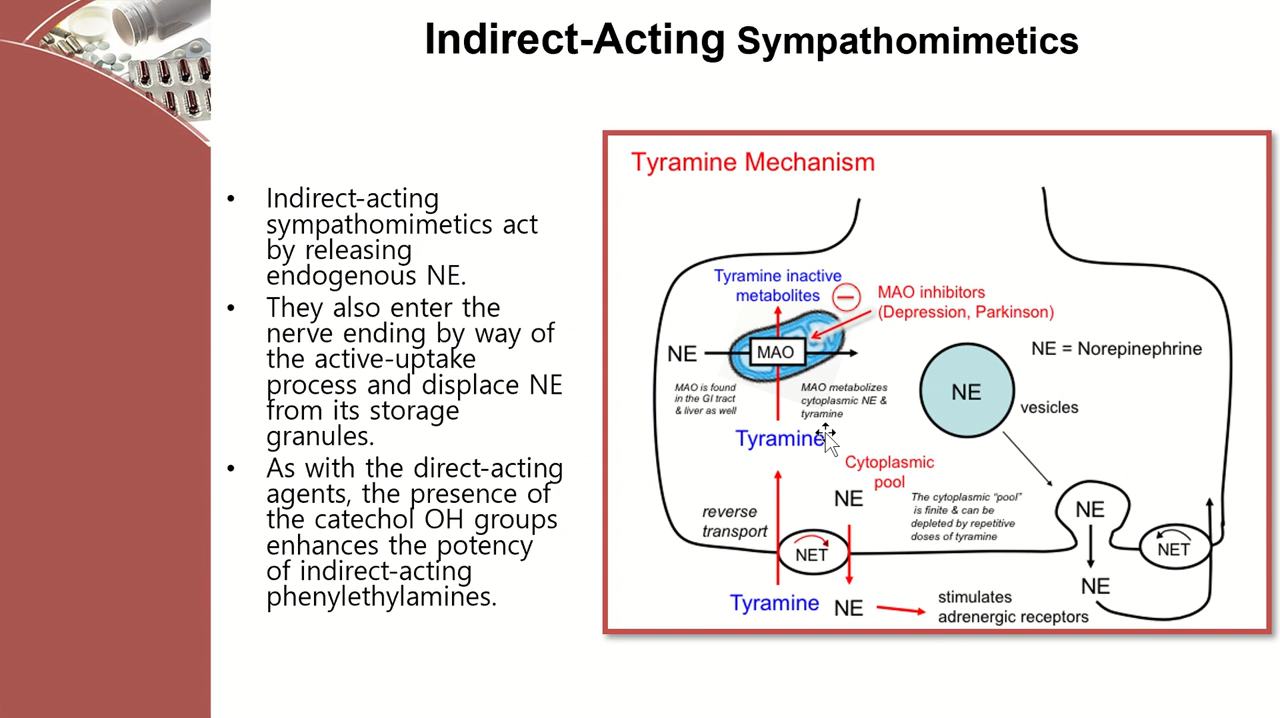 Indirect-Acting Sympathomimetics
• Indirect-acting
sympathomimetics act
by releasing
endogenous NE.
• They also enter the
nerve ending by way of
the active-uptake
process and displace NE
from its storage
granules.
• As with the direct-acting
agents, the presence of
the catechol OH groups
enhances the potency
of indirect-acting
phenylethylamines.
Tyramine Mechanism
Tyramine inactive
metabolites
MAO inhibitors
(Depression, Parkinson)
NE
MAO
NE = Norepinephrine
MAO is found
in the GI tract
& liver as well
MAO metabolizes
cytoplasmic NE &
tyramine
NE
vesicles
Tyramine
Cytoplasmic
pool
NE
The cytoplasmic "pool"
is finite & can be
depleted by repetitive
doses of tyramine
reverse
transport
NET
NE
NET
NE
Tyramine
NE
stimulates
adrenergic receptors